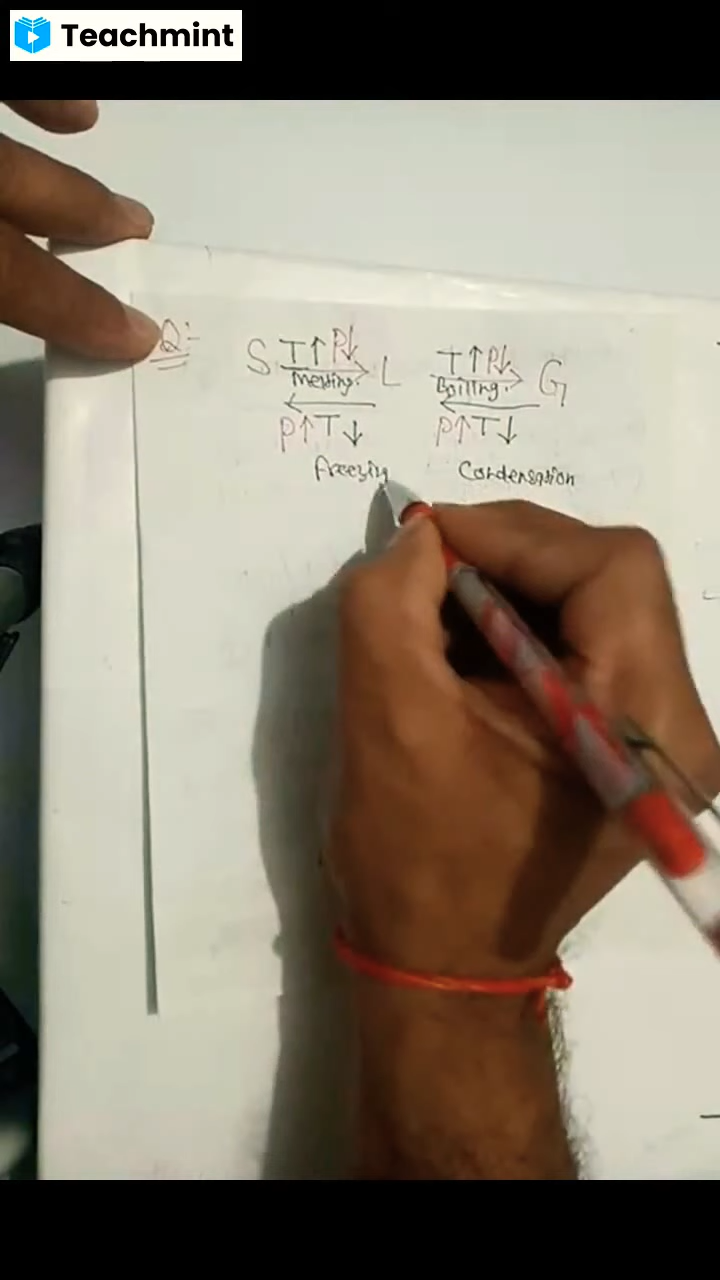 Teachmint
Q:-
S T↑ P↓ L T↑ P↓ G
Melting. Boiling.
P↑ T↓ P↑ T↓
Freezing Condensation